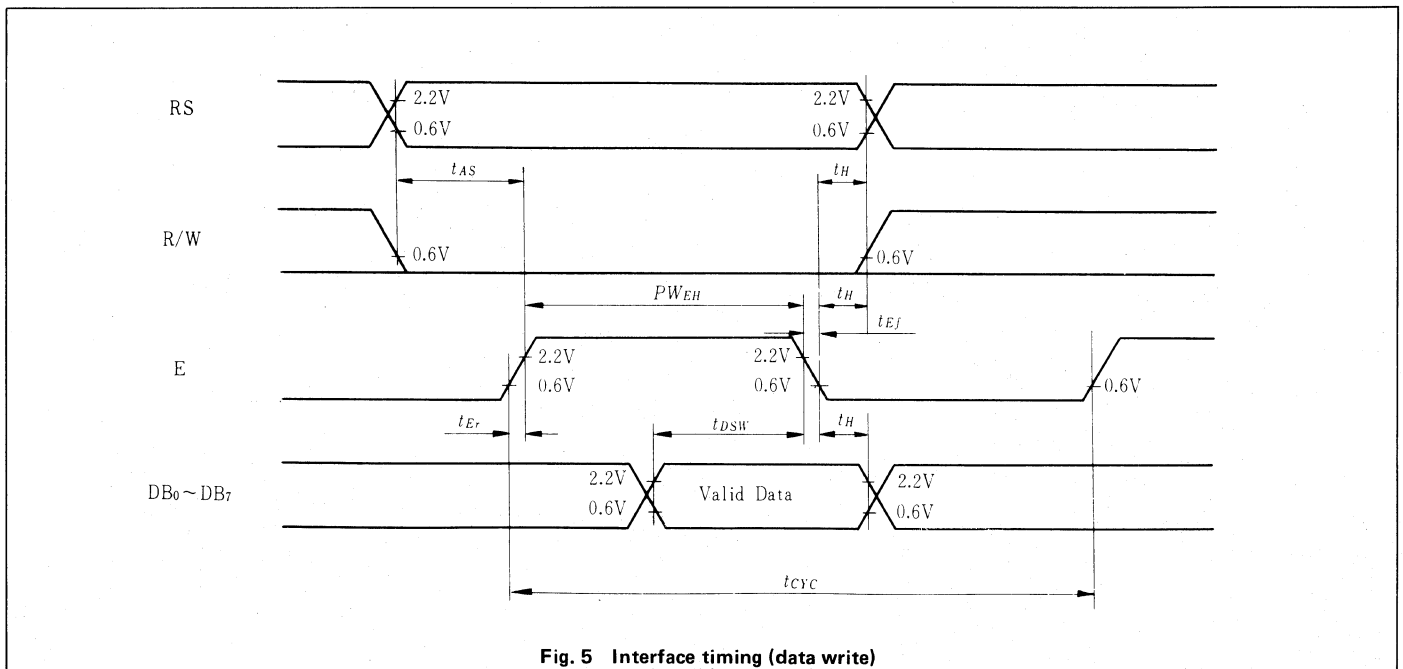 RS
2.2V
2.2V
0.6V
0.6V
tAS
tH
R/W
0.6V
0.6V
PWEH
tH
tEf
E
2.2V
2.2V
0.6V
0.6V
0.6V
tEr
tDSW
tH
DB0~DB7
2.2V
Valid Data
2.2V
0.6V
0.6V
tCYC
Fig. 5 Interface timing (data write)